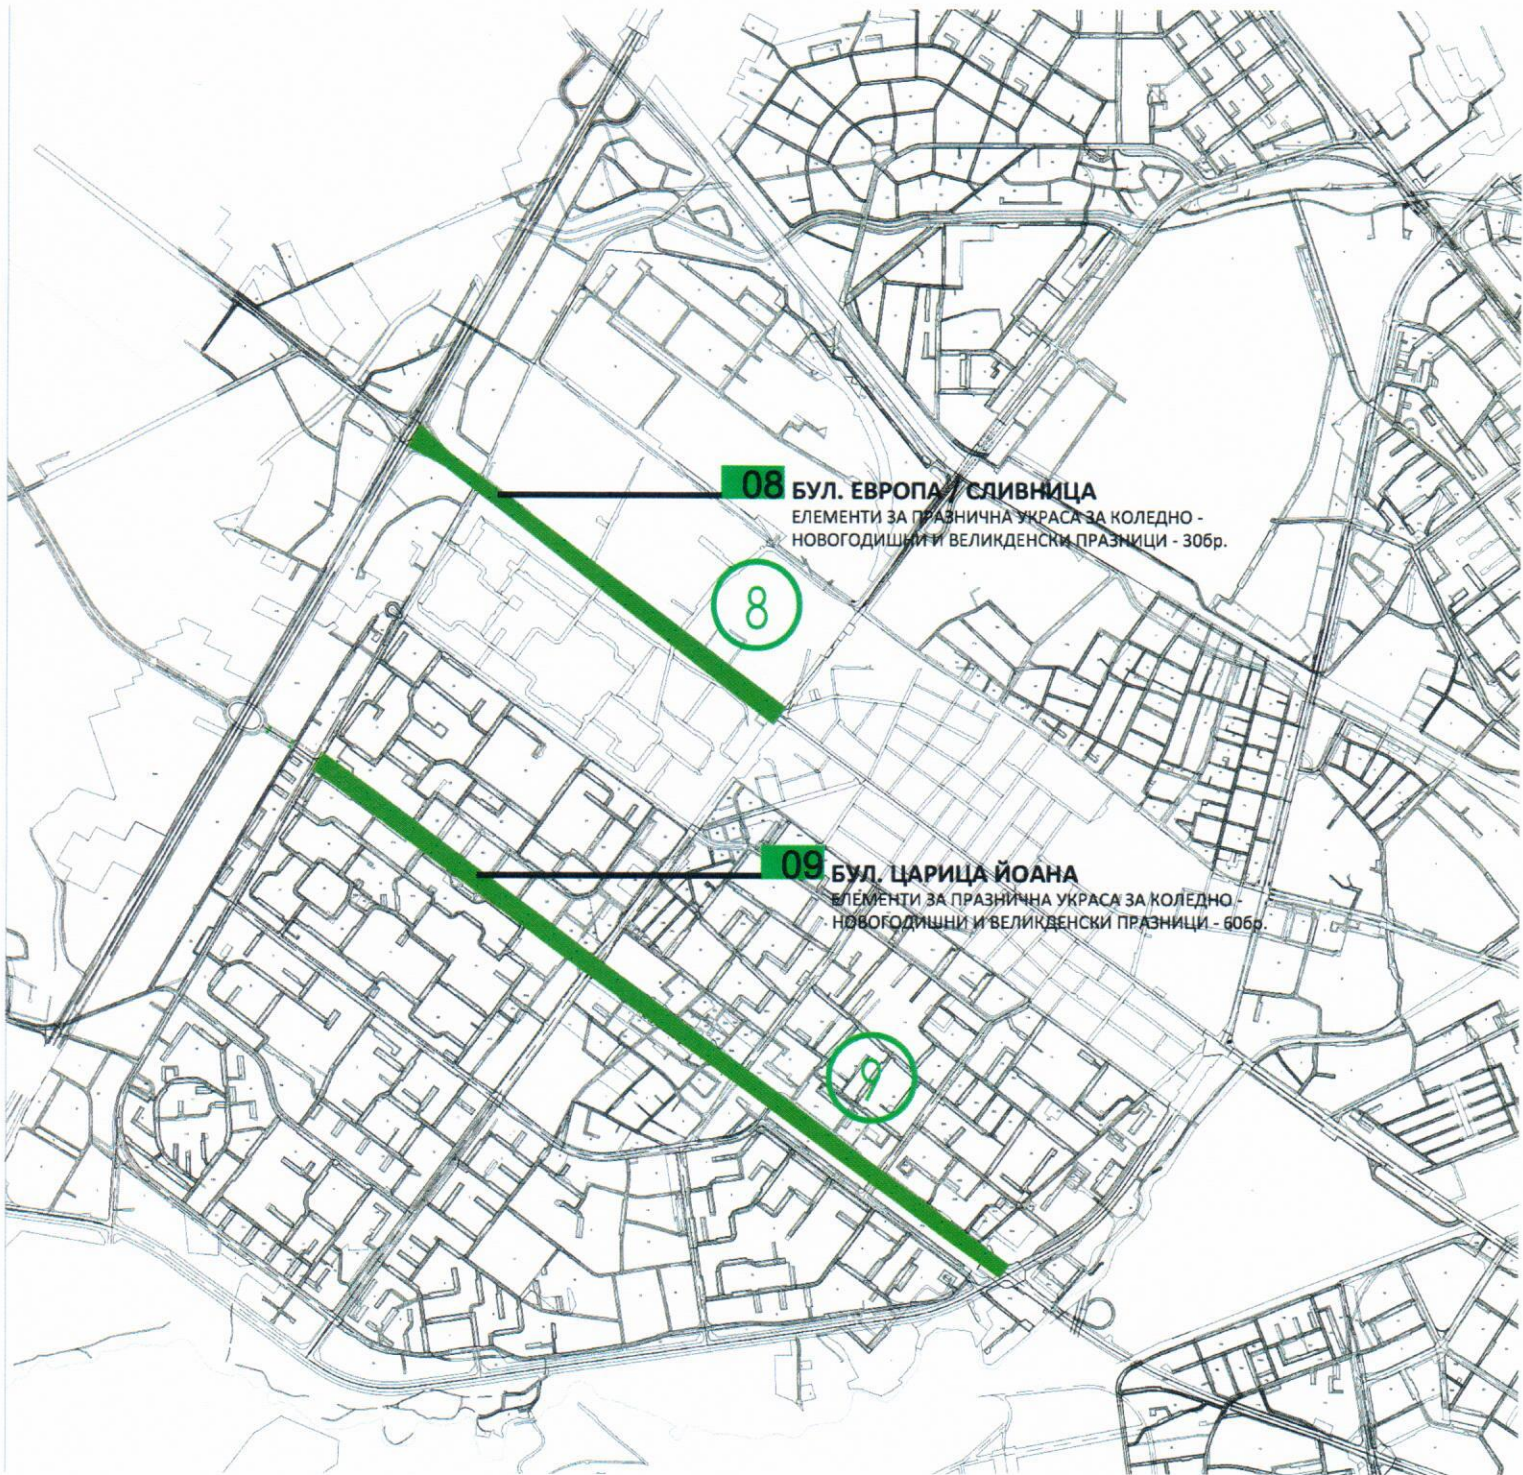 08 БУЛ. ЕВРОПА / СЛИВНИЦА
ЕЛЕМЕНТИ ЗА ПРАЗНИЧНА УКРАСА ЗА КОЛЕДНО -
НОВОГОДИШНИ И ВЕЛИКДЕНСКИ ПРАЗНИЦИ - 30бр.
8
09 БУЛ. ЦАРИЦА ЙОАНА
ЕЛЕМЕНТИ ЗА ПРАЗНИЧНА УКРАСА ЗА КОЛЕДНО -
НОВОГОДИШНИ И ВЕЛИКДЕНСКИ ПРАЗНИЦИ - 60бр.
9